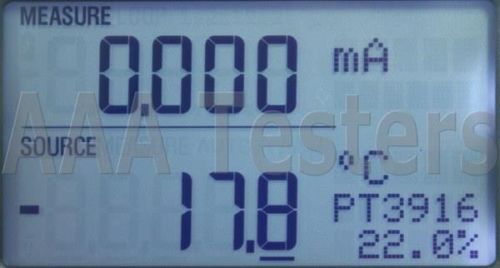 MEASURE
0.000 mA
AAA Testers
SOURCE
- 17.8 °C
PT3916
22.0%